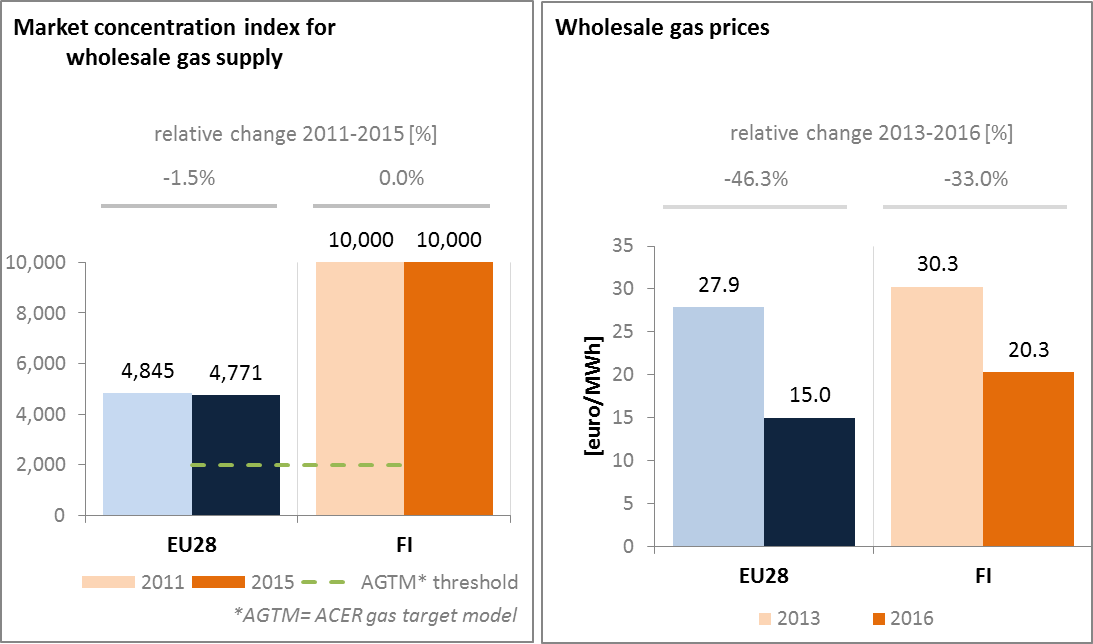 Market concentration index for
wholesale gas supply
relative change 2011-2015 [%]
-1.5% 0.0%
10,000 10,000
10,000
8,000
6,000
4,845 4,771
4,000
2,000
0
EU28 FI
2011 2015 AGTM* threshold
*AGTM= ACER gas target model
Wholesale gas prices
relative change 2013-2016 [%]
-46.3% -33.0%
[euro/MWh]
35
30.3
30
27.9
25
20.3
20
15.0
15
10
5
0
EU28 FI
2013 2016